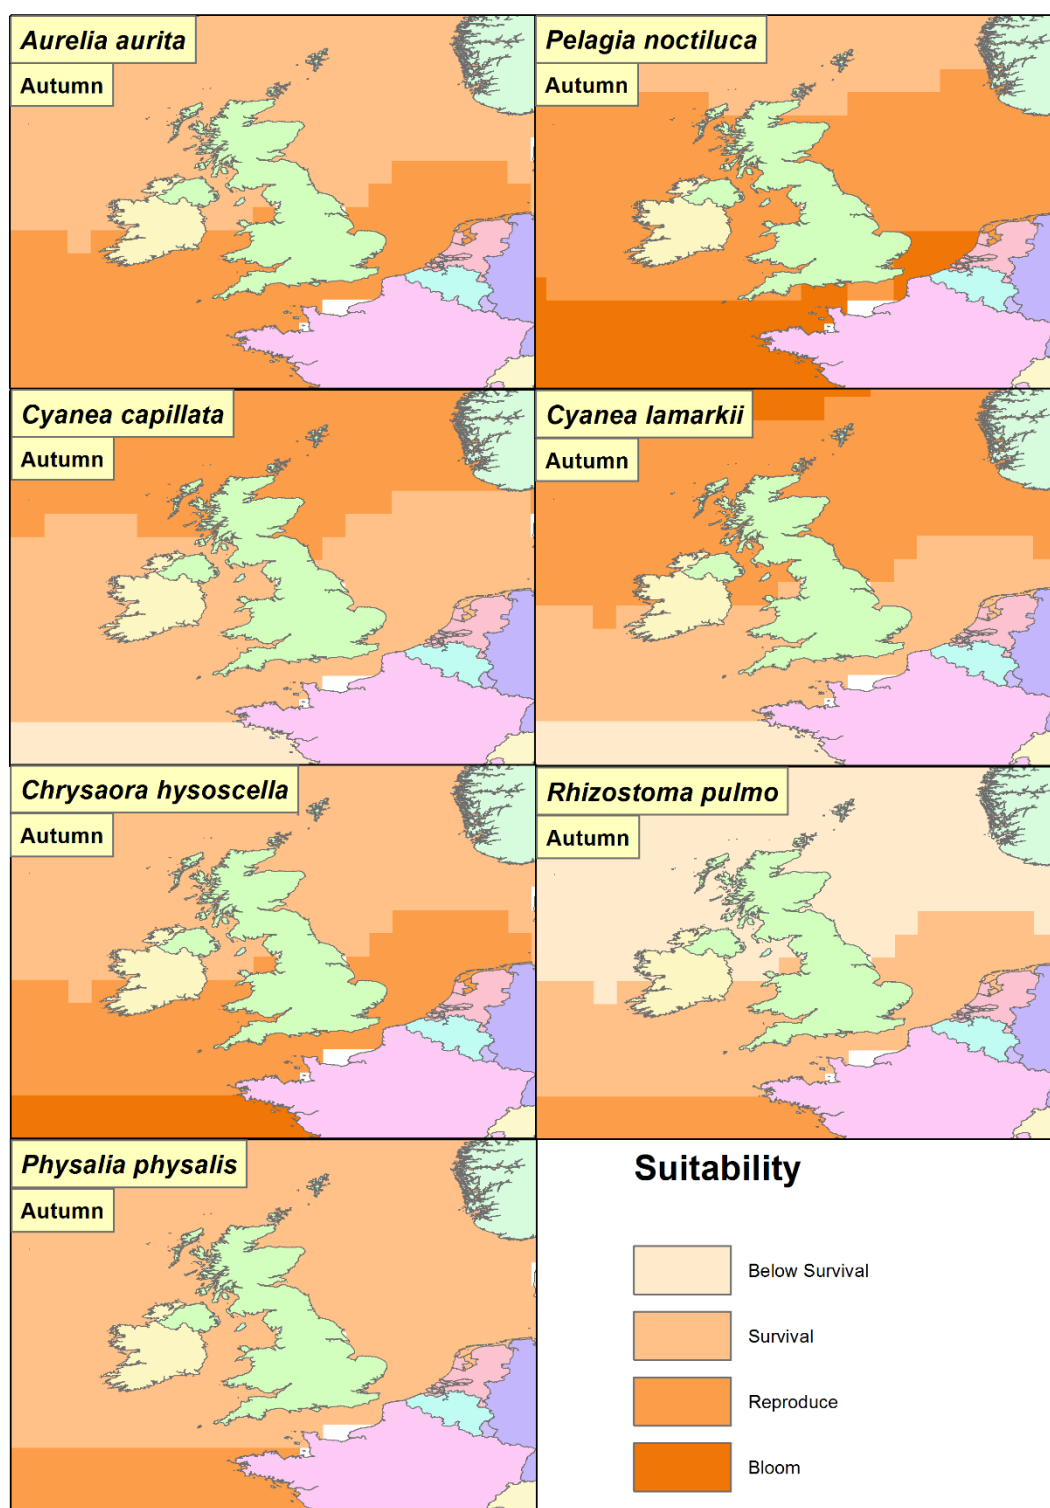 Aurelia aurita
Autumn
Pelagia noctiluca
Autumn
Cyanea capillata
Autumn
Cyanea lamarkii
Autumn
Chrysaora hysoscella
Autumn
Rhizostoma pulmo
Autumn
Physalia physalis
Autumn
Suitability
Below Survival
Survival
Reproduce
Bloom